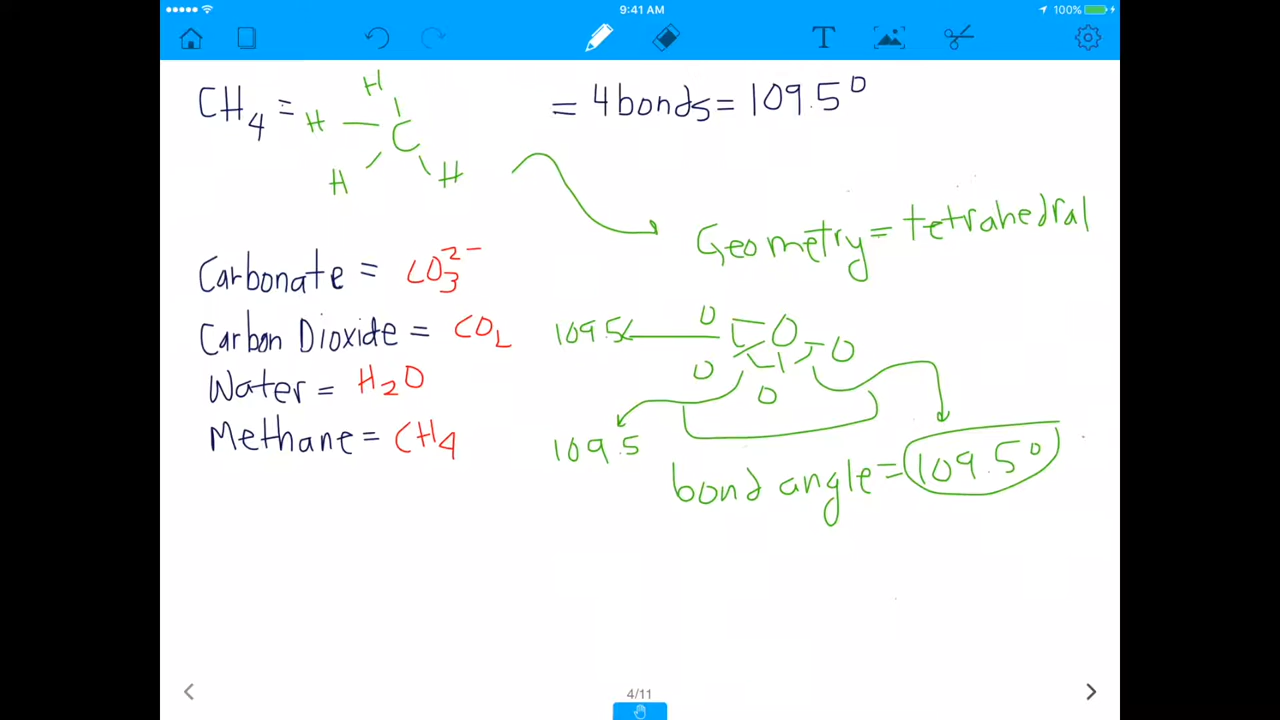 9:41 AM
100%
T
CH4 = = 4 bonds = 109.5°
H
H C
H H
Geometry = tetrahedral
Carbonate = CO3 2-
Carbon Dioxide = CO2
Water = H2O
Methane = CH4
109.5 O O O
O O
109.5
bond angle = 109.5°
4/11